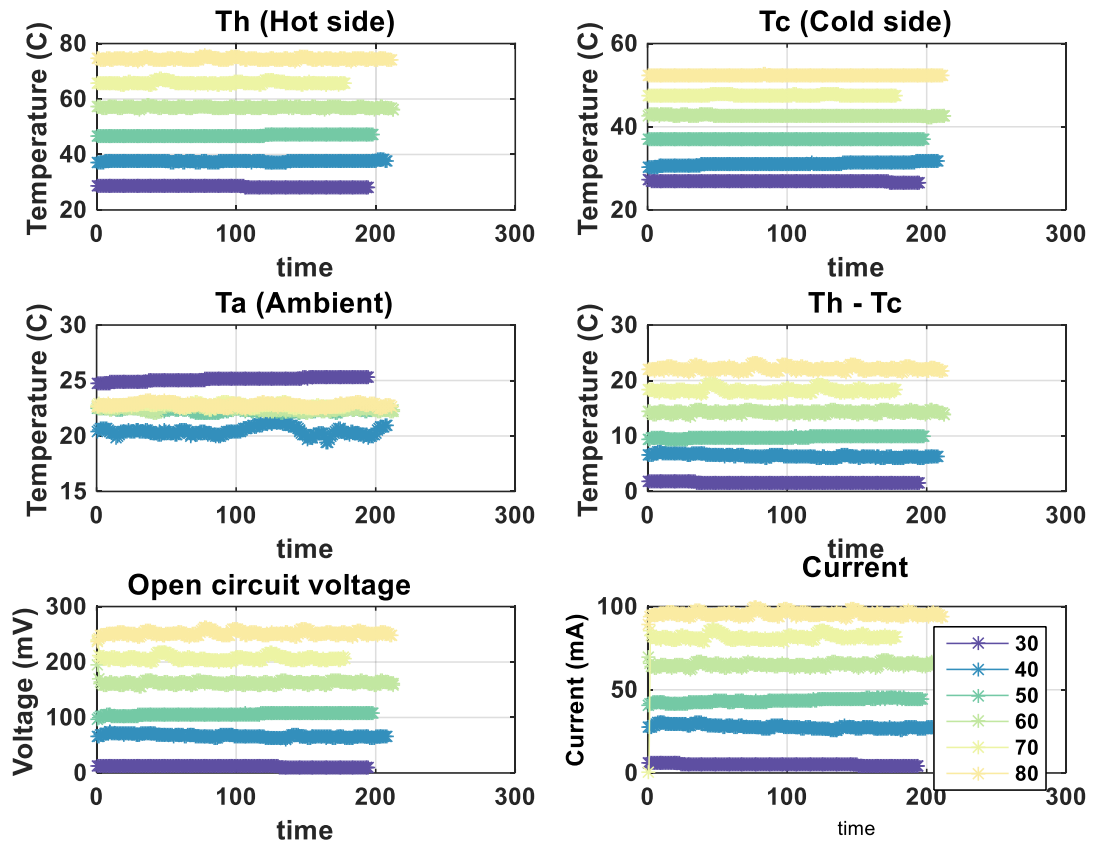 Th (Hot side)
Temperature (C)
80
60
40
20
0
100
200
300
time
Tc (Cold side)
Temperature (C)
60
40
20
0
100
200
300
time
Ta (Ambient)
Temperature (C)
30
25
20
15
0
100
200
300
time
Th - Tc
Temperature (C)
30
20
10
0
0
100
200
300
time
Open circuit voltage
Voltage (mV)
300
200
100
0
0
100
200
300
time
Current
Current (mA)
100
50
0
0
100
200
300
time
30
40
50
60
70
80